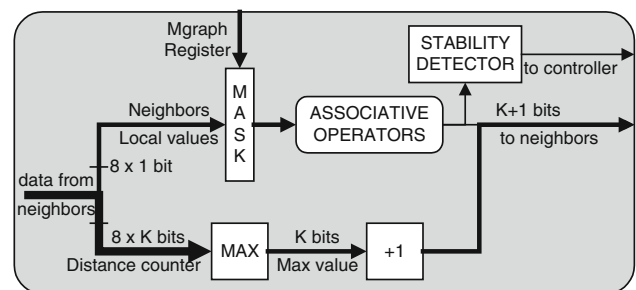 Mgraph
Register
STABILITY
DETECTOR
to controller
M
A
S
K
Neighbors
Local values
ASSOCIATIVE
OPERATORS
K+1 bits
to neighbors
8 x 1 bit
data from
neighbors
8 x K bits
Distance counter
MAX
K bits
Max value
+1